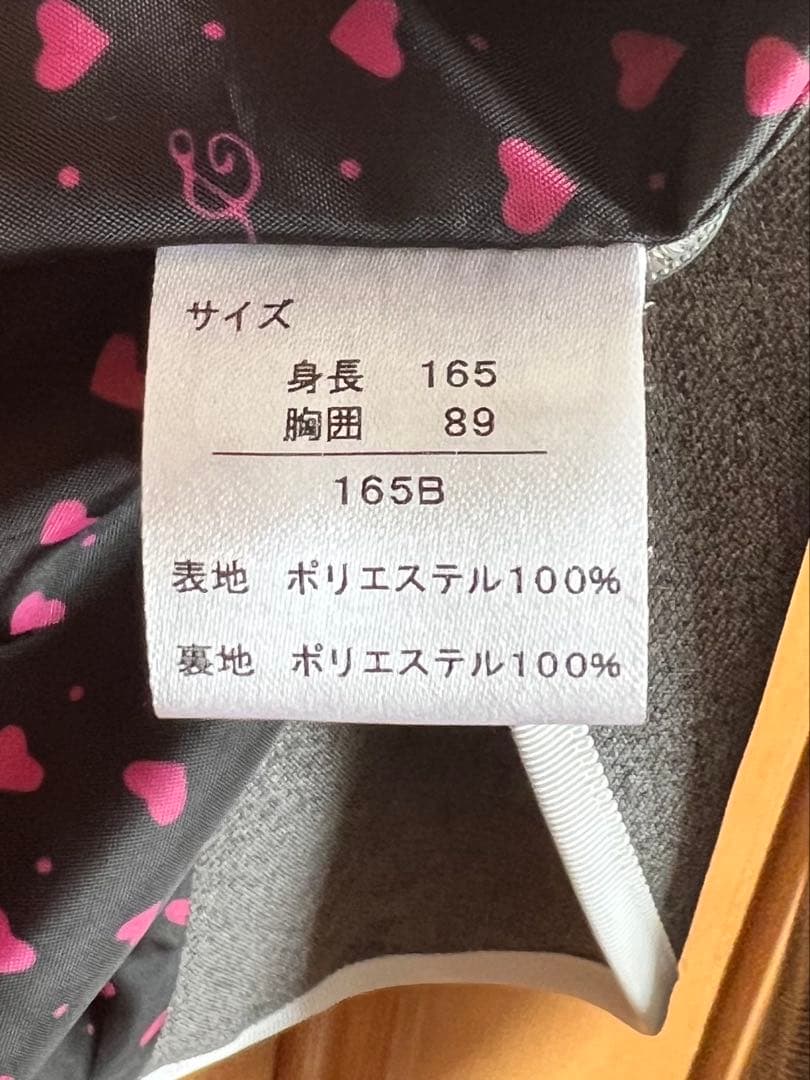 サイズ
身長 165
胸囲 89
165B
表地 ポリエステル100%
裏地 ポリエステル100%